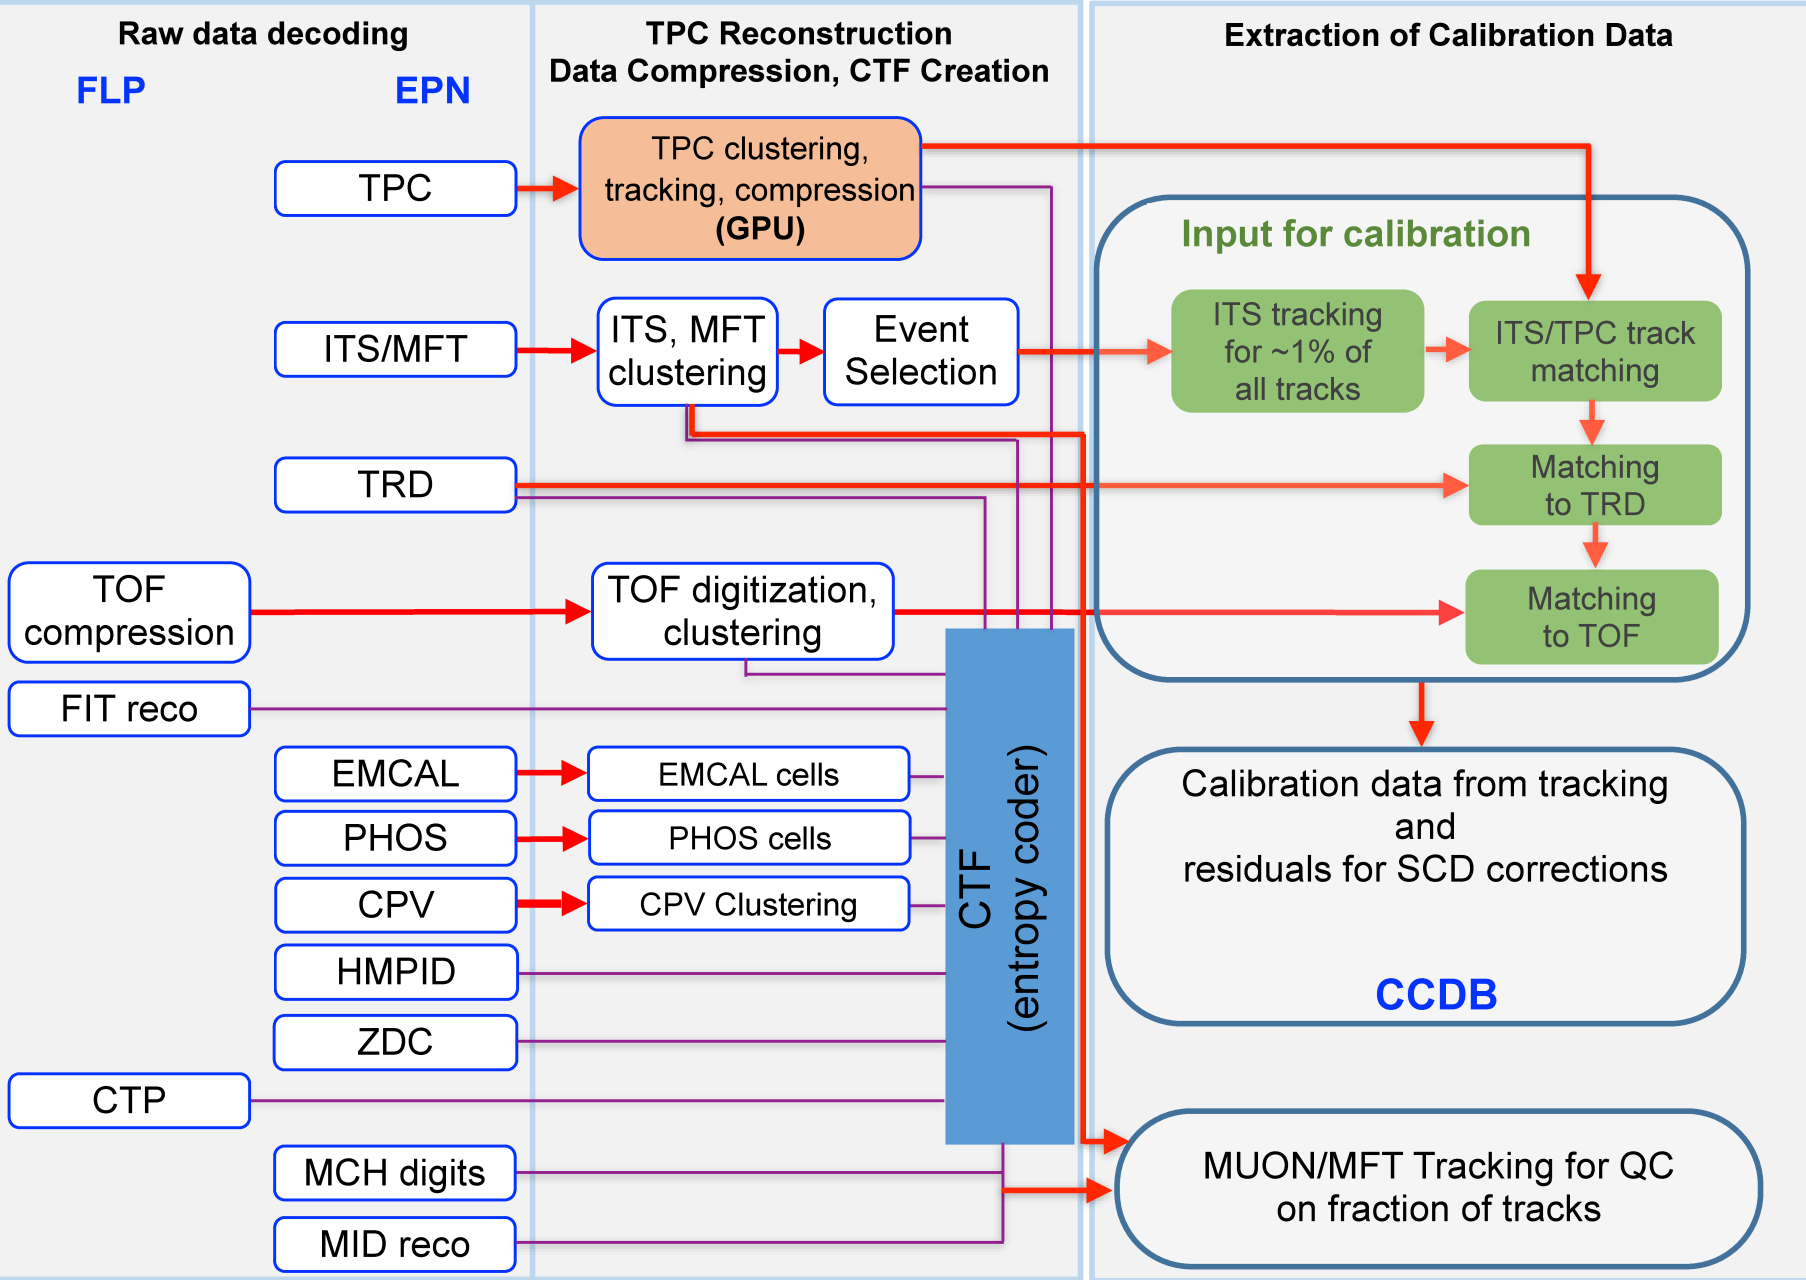 Raw data decoding
FLP
EPN
TPC Reconstruction
Data Compression, CTF Creation
Extraction of Calibration Data
TPC
TPC clustering,
tracking, compression
(GPU)
Input for calibration
ITS/MFT
ITS, MFT
clustering
Event
Selection
ITS tracking
for ~1% of
all tracks
ITS/TPC track
matching
TRD
Matching
to TRD
TOF
compression
TOF digitization,
clustering
Matching
to TOF
FIT reco
EMCAL
EMCAL cells
PHOS
PHOS cells
CPV
CPV Clustering
HMPID
ZDC
CTP
MCH digits
MID reco
CTF
(entropy coder)
Calibration data from tracking
and
residuals for SCD corrections
CCDB
MUON/MFT Tracking for QC
on fraction of tracks